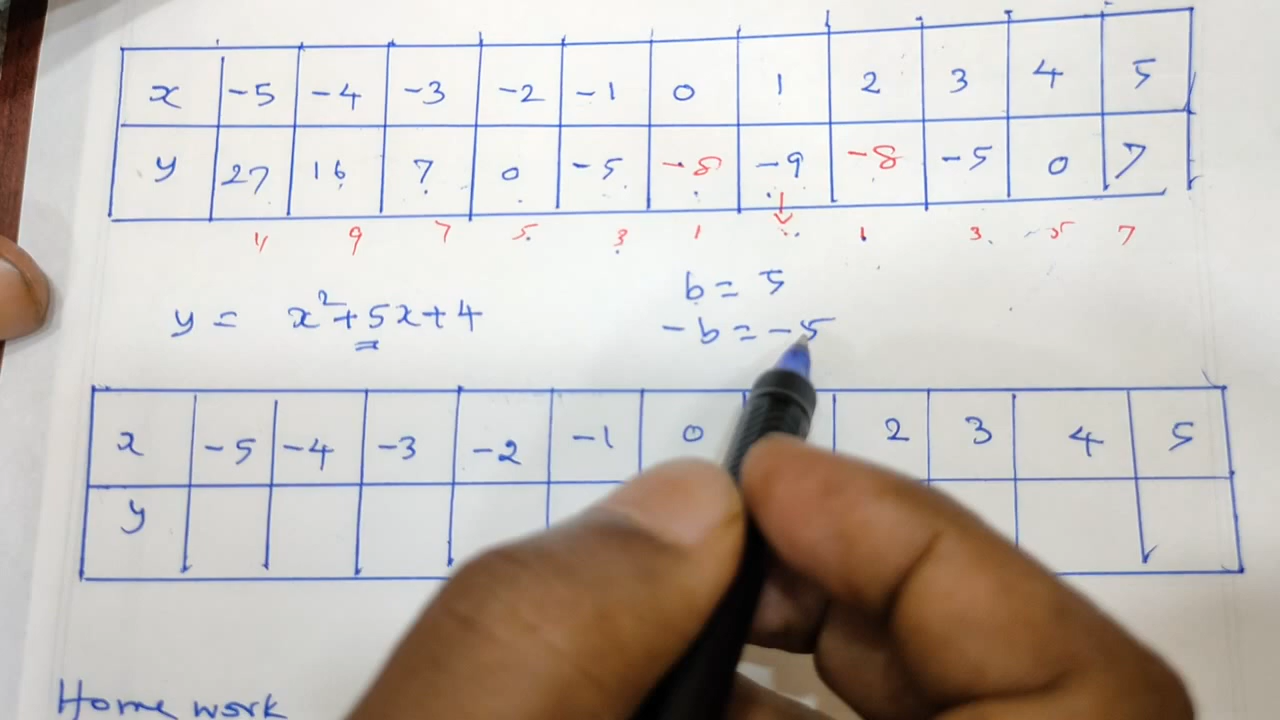 x -5 -4 -3 -2 -1 0 1 2 3 4 5
y 27 16 7 0 -5 -8 -9 -8 -5 0 7
11 9 7 5 3 1 1 3 5 7
b = 5
y = x²+5x+4
-b = -5
x -5 -4 -3 -2 -1 0 2 3 4 5
y
Home work